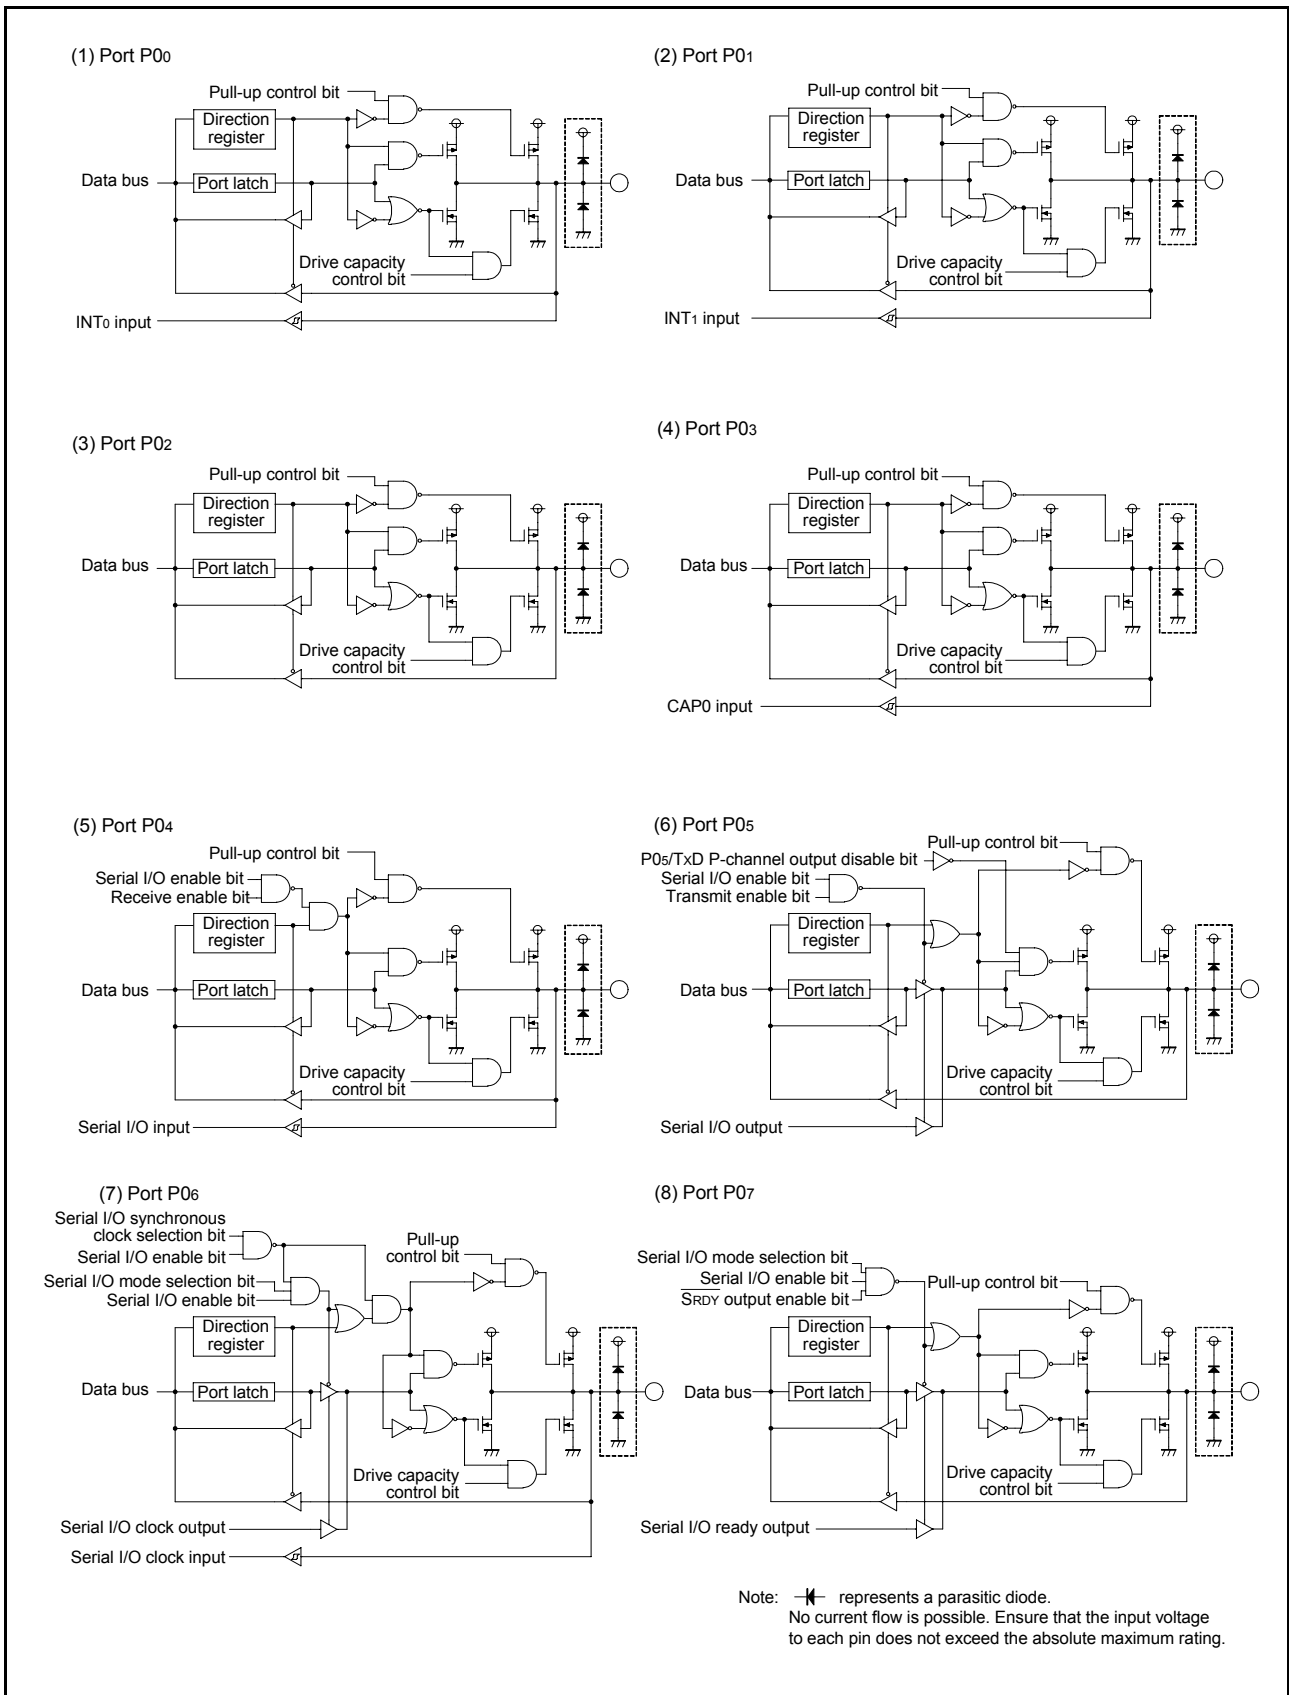 (1) Port P00
Pull-up control bit
Direction
register
Data bus
Port latch
Drive capacity
control bit
INT0 input
(2) Port P01
Pull-up control bit
Direction
register
Data bus
Port latch
Drive capacity
control bit
INT1 input
(3) Port P02
Pull-up control bit
Direction
register
Data bus
Port latch
Drive capacity
control bit
(4) Port P03
Pull-up control bit
Direction
register
Data bus
Port latch
Drive capacity
control bit
CAP0 input
(5) Port P04
Pull-up control bit
Serial I/O enable bit
Receive enable bit
Direction
register
Data bus
Port latch
Drive capacity
control bit
Serial I/O input
(6) Port P05
Pull-up control bit
P05/TxD P-channel output disable bit
Serial I/O enable bit
Transmit enable bit
Direction
register
Data bus
Port latch
Drive capacity
control bit
Serial I/O output
(7) Port P06
Serial I/O synchronous
clock selection bit
Serial I/O enable bit
Pull-up
control bit
Serial I/O mode selection bit
Serial I/O enable bit
Direction
register
Data bus
Port latch
Drive capacity
control bit
Serial I/O clock output
Serial I/O clock input
(8) Port P07
Serial I/O mode selection bit
Serial I/O enable bit
SRDY output enable bit
Pull-up control bit
Direction
register
Data bus
Port latch
Drive capacity
control bit
Serial I/O ready output
Note: represents a parasitic diode.
No current flow is possible. Ensure that the input voltage
to each pin does not exceed the absolute maximum rating.